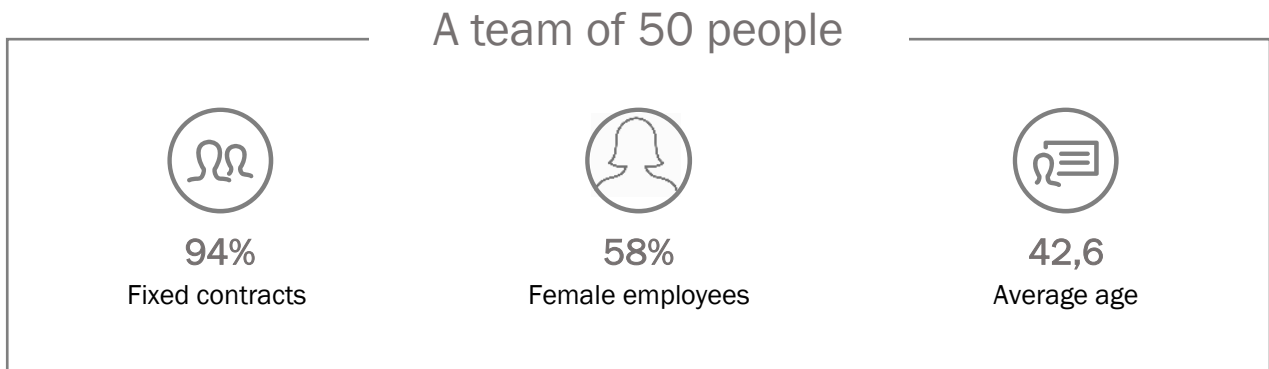 A team of 50 people
94%
Fixed contracts
58%
Female employees
42,6
Average age